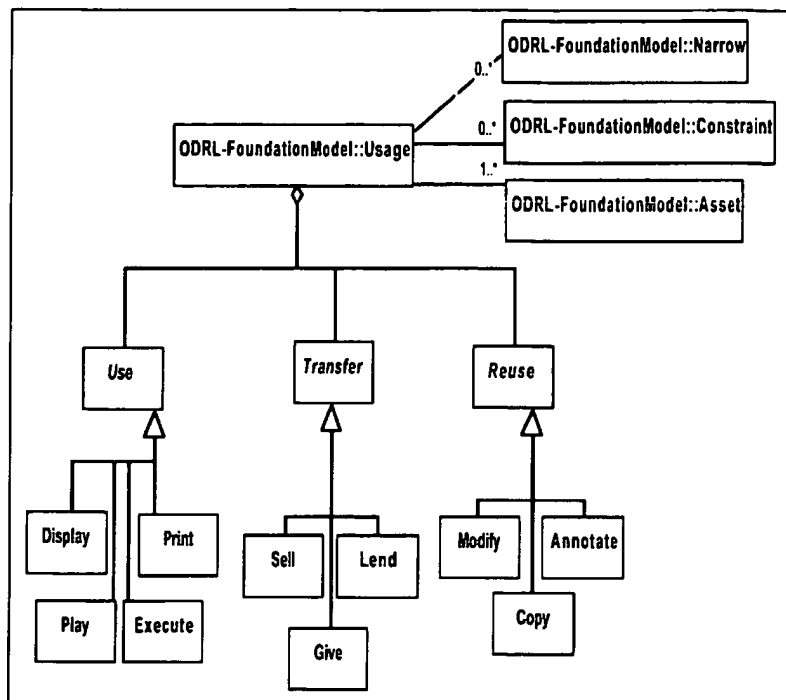 ODRL-FoundationModel::Narrow
0..*
0..*
ODRL-FoundationModel::Constraint
ODRL-FoundationModel::Usage
1..*
ODRL-FoundationModel::Asset
Use
Transfer
Reuse
Display
Print
Sell
Lend
Modify
Annotate
Play
Execute
Give
Copy